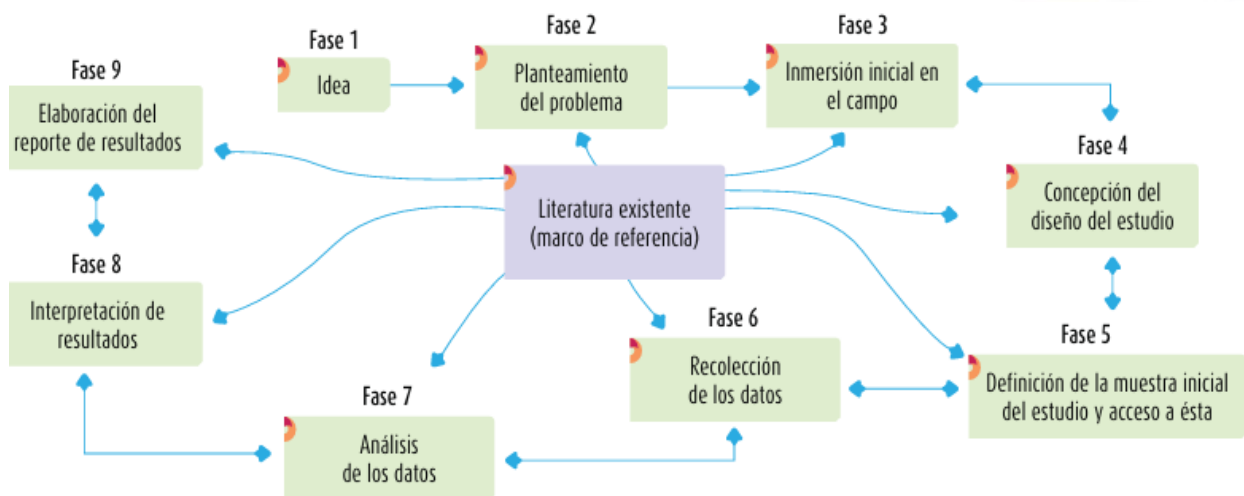 Fase 1
Idea
Fase 2
Planteamiento
del problema
Fase 3
Inmersión inicial en
el campo
Fase 4
Concepción del
diseño del estudio
Fase 5
Definición de la muestra inicial
del estudio y acceso a ésta
Fase 6
Recolección
de los datos
Fase 7
Análisis
de los datos
Fase 8
Interpretación de
resultados
Fase 9
Elaboración del
reporte de resultados
Literatura existente
(marco de referencia)